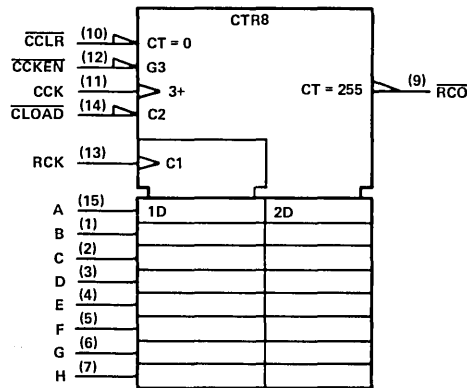 CTR8
CCLR (10) CT = 0
CCKEN (12) G3
CCK (11) 3+ CT = 255 (9) RCO
CLOAD (14) C2
RCK (13) C1
A (15) 1D 2D
B (1)
C (2)
D (3)
E (4)
F (5)
G (6)
H (7)